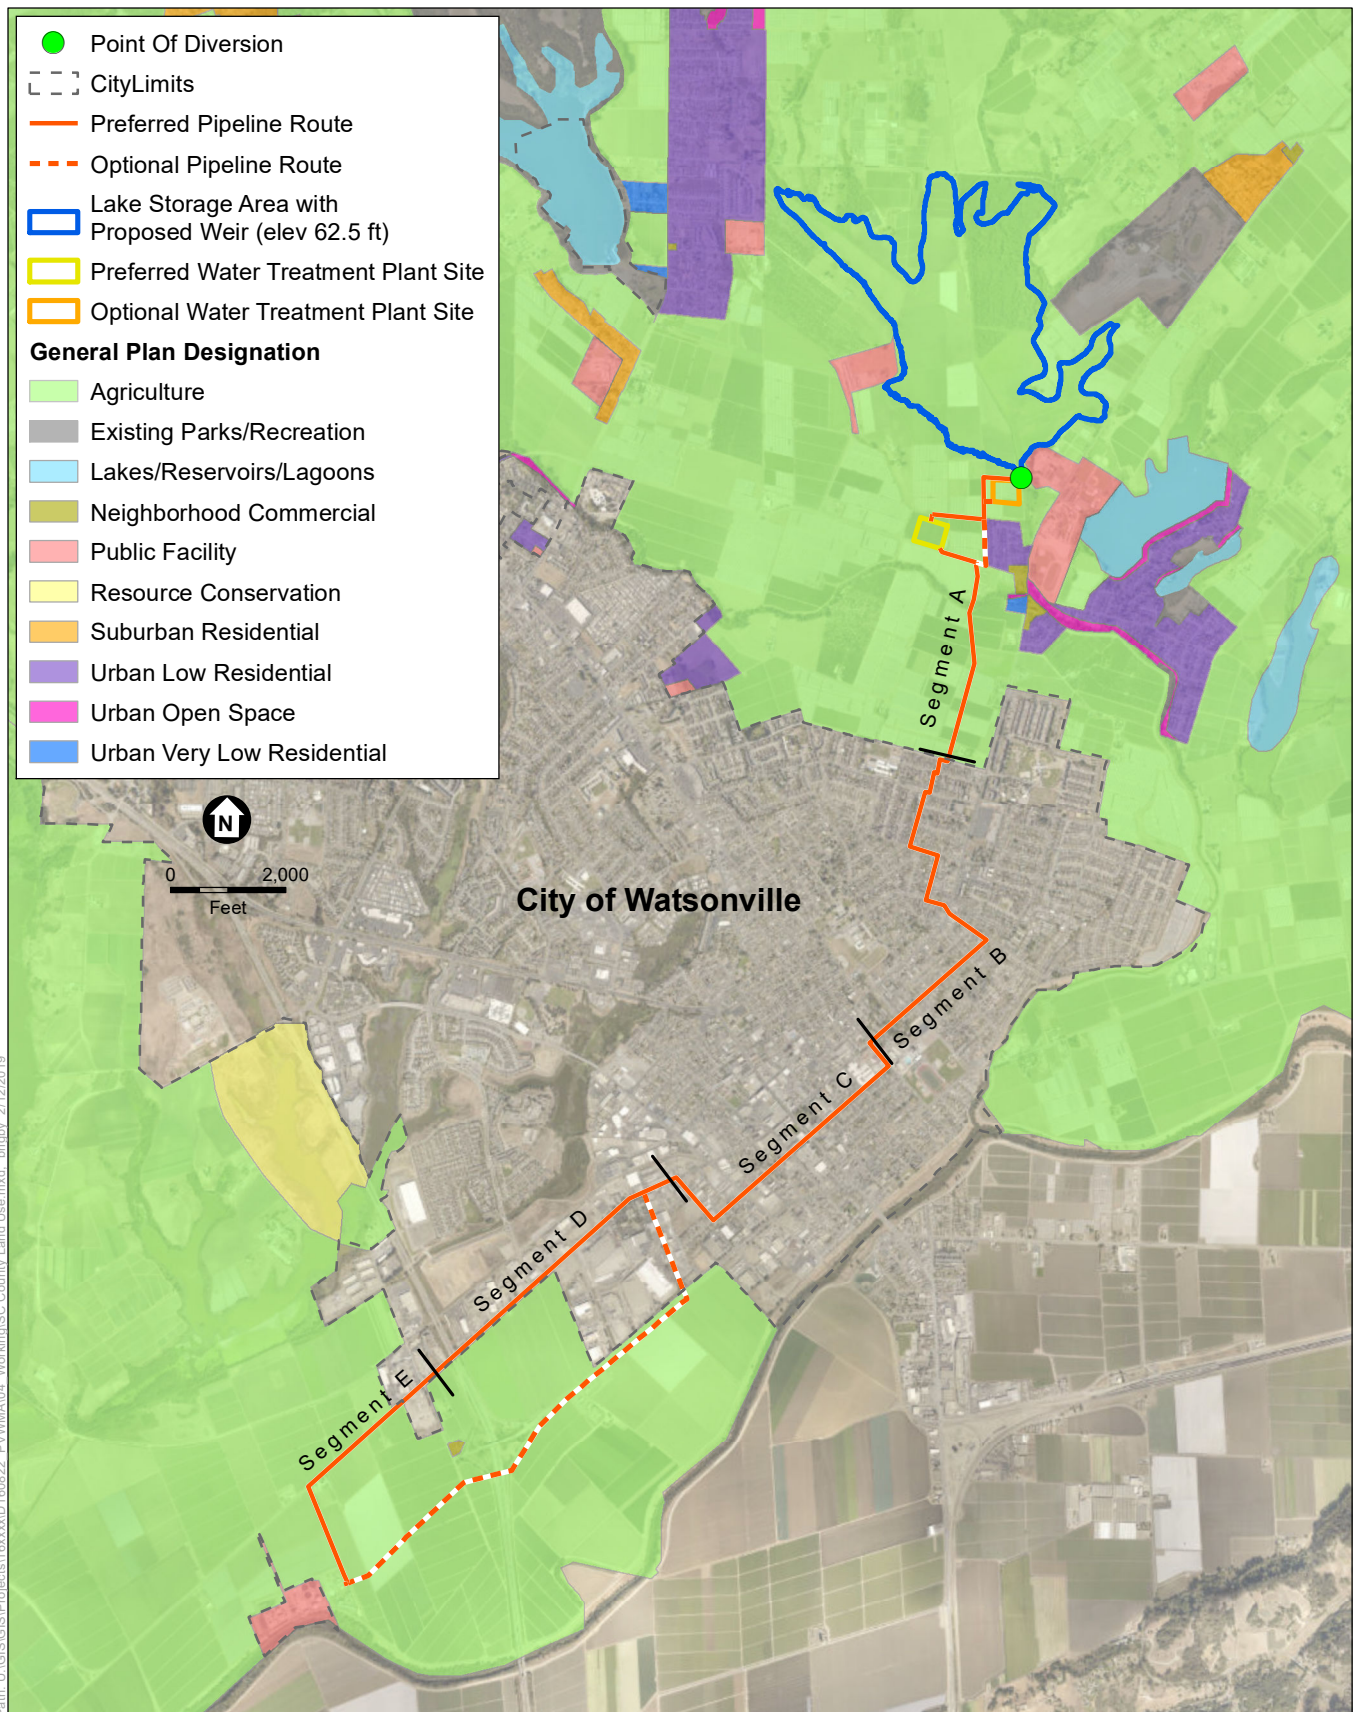 Point Of Diversion
CityLimits
Preferred Pipeline Route
Optional Pipeline Route
Lake Storage Area with
Proposed Weir (elev 62.5 ft)
Preferred Water Treatment Plant Site
Optional Water Treatment Plant Site
General Plan Designation
Agriculture
Existing Parks/Recreation
Lakes/Reservoirs/Lagoons
Neighborhood Commercial
Public Facility
Resource Conservation
Suburban Residential
Urban Low Residential
Urban Open Space
Urban Very Low Residential
N
0 2,000
Feet
City of Watsonville
Segment A
Segment B
Segment C
Segment D
Segment E